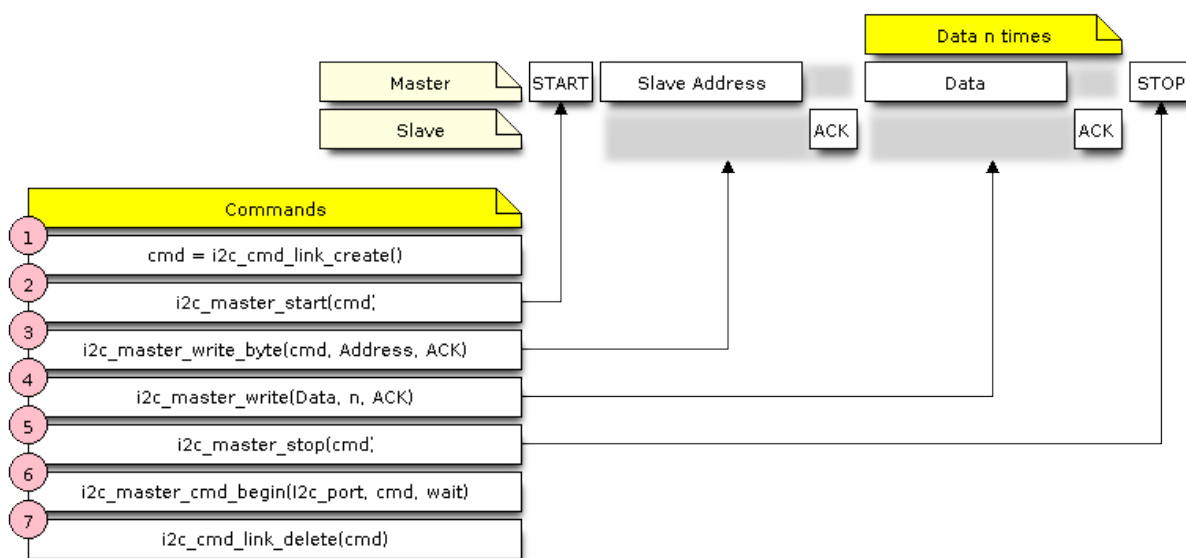 Data n times
Master START Slave Address Data STOP
Slave ACK ACK
Commands
1
cmd = i2c_cmd_link_create()
2
i2c_master_start(cmd)
3
i2c_master_write_byte(cmd, Address, ACK)
4
i2c_master_write(Data, n, ACK)
5
i2c_master_stop(cmd)
6
i2c_master_cmd_begin(I2c_port, cmd, wait)
7
i2c_cmd_link_delete(cmd)